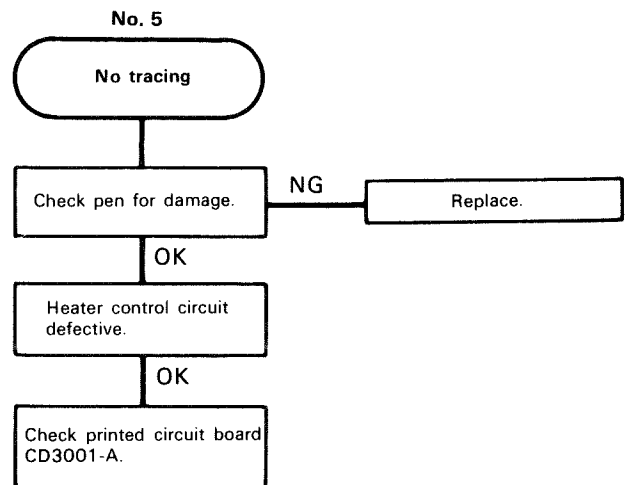 No. 5
No tracing
Check pen for damage.
NG
Replace.
OK
Heater control circuit
defective.
OK
Check printed circuit board
CD3001-A.